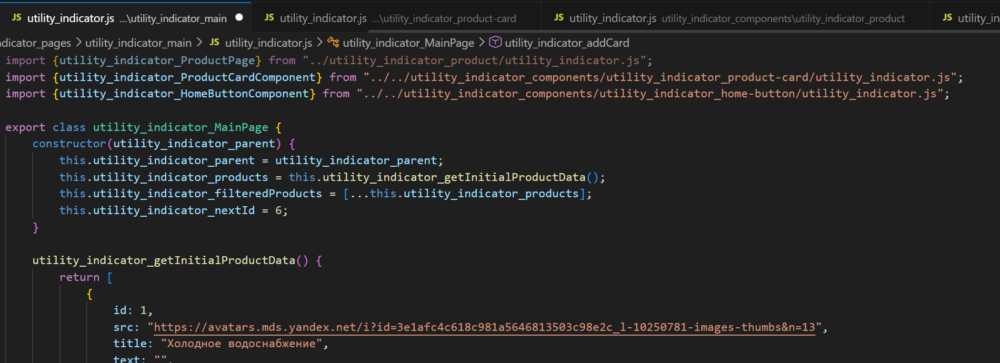 JS utility_indicator.js ...\utility_indicator_main JS utility_indicator.js ...\utility_indicator_product-card JS utility_indicator.js utility_indicator_components\utility_indicator_product JS utility_in
ndicator_pages > utility_indicator_main > JS utility_indicator.js > utility_indicator_MainPage > utility_indicator_addCard
import {utility_indicator_ProductPage} from "../utility_indicator_product/utility_indicator.js";
import {utility_indicator_ProductCardComponent} from "../../utility_indicator_components/utility_indicator_product-card/utility_indicator.js";
import {utility_indicator_HomeButtonComponent} from "../../utility_indicator_components/utility_indicator_home-button/utility_indicator.js";
export class utility_indicator_MainPage {
constructor(utility_indicator_parent) {
this.utility_indicator_parent = utility_indicator_parent;
this.utility_indicator_products = this.utility_indicator_getInitialProductData();
this.utility_indicator_filteredProducts = [...this.utility_indicator_products];
this.utility_indicator_nextId = 6;
}
utility_indicator_getInitialProductData() {
return [
{
id: 1,
src: "https://avatars.mds.yandex.net/i?id=3e1afc4c618c981a5646813503c98e2c_l-10250781-images-thumbs&n=13",
title: "Холодное водоснабжение",
text: "",